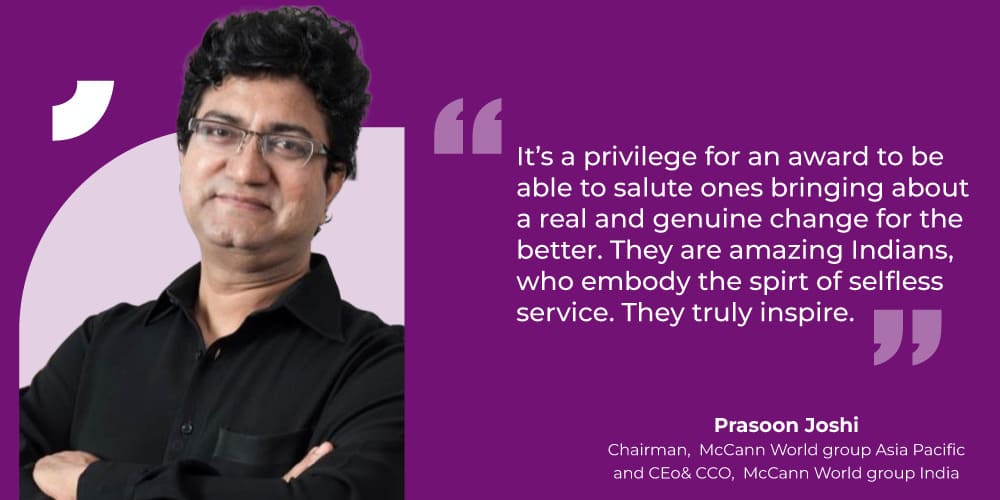 It’s a privilege for an award to be
able to salute ones bringing about
a real and genuine change for the
better. They are amazing Indians,
who embody the spirt of selfless
service. They truly inspire.
Prasoon Joshi
Chairman, McCann World group Asia Pacific
and CEo& CCO, McCann World group India